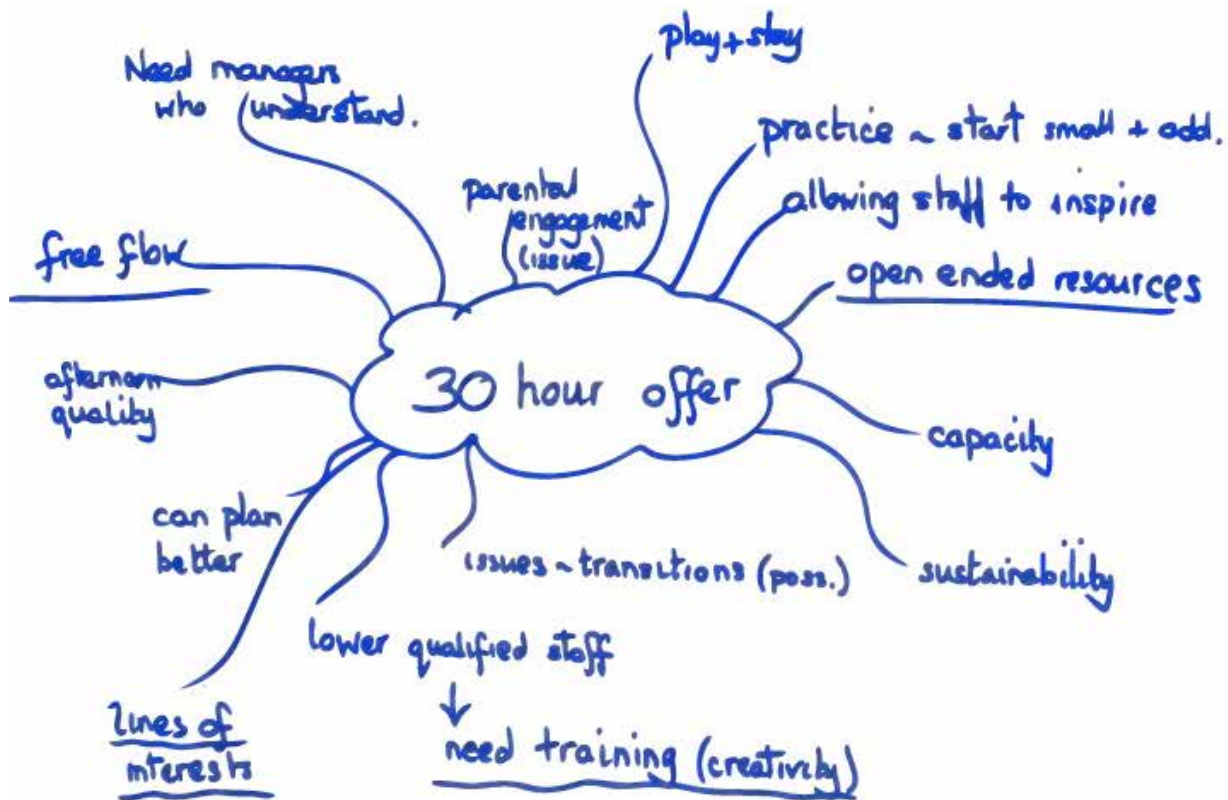 play + stay
Need managers
who understand.
practice ~ start small + add.
parental
engagement
(issue)
allowing staff to inspire
free flow
open ended resources
30 hour offer
afternoon
quality
capacity
can plan
better
issues ~ transitions (poss.)
sustainability
lower qualified staff
lines of
interests
need training (creativity)